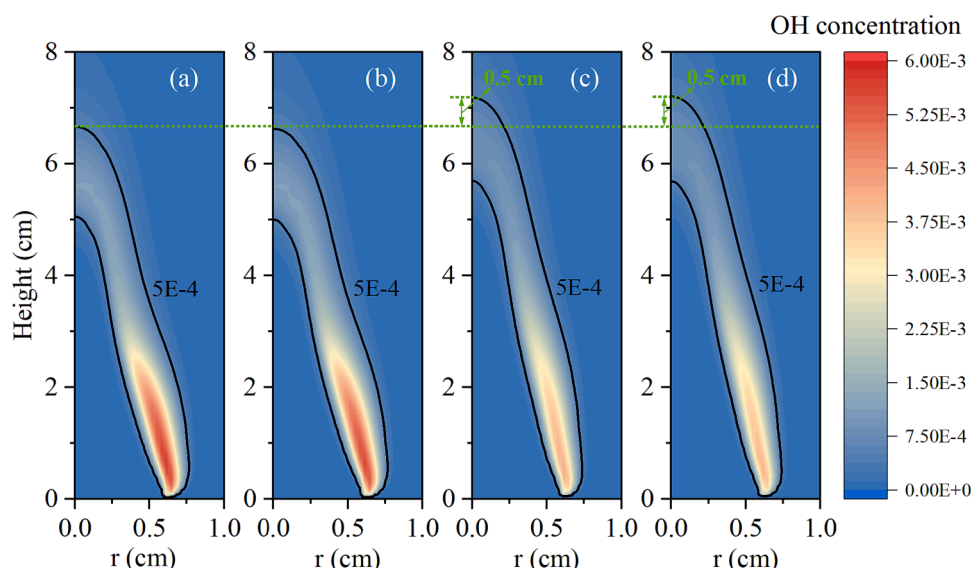 OH concentration
(a) (b) (c) (d)
0.5 cm 0.5 cm
5E-4 5E-4 5E-4 5E-4
Height (cm)
8 8 8 8
6 6 6 6
4 4 4 4
2 2 2 2
0 0 0 0
0.0 0.5 1.0 0.0 0.5 1.0 0.0 0.5 1.0 0.0 0.5 1.0
r (cm) r (cm) r (cm) r (cm)
6.00E-3
5.25E-3
4.50E-3
3.75E-3
3.00E-3
2.25E-3
1.50E-3
7.50E-4
0.00E+0